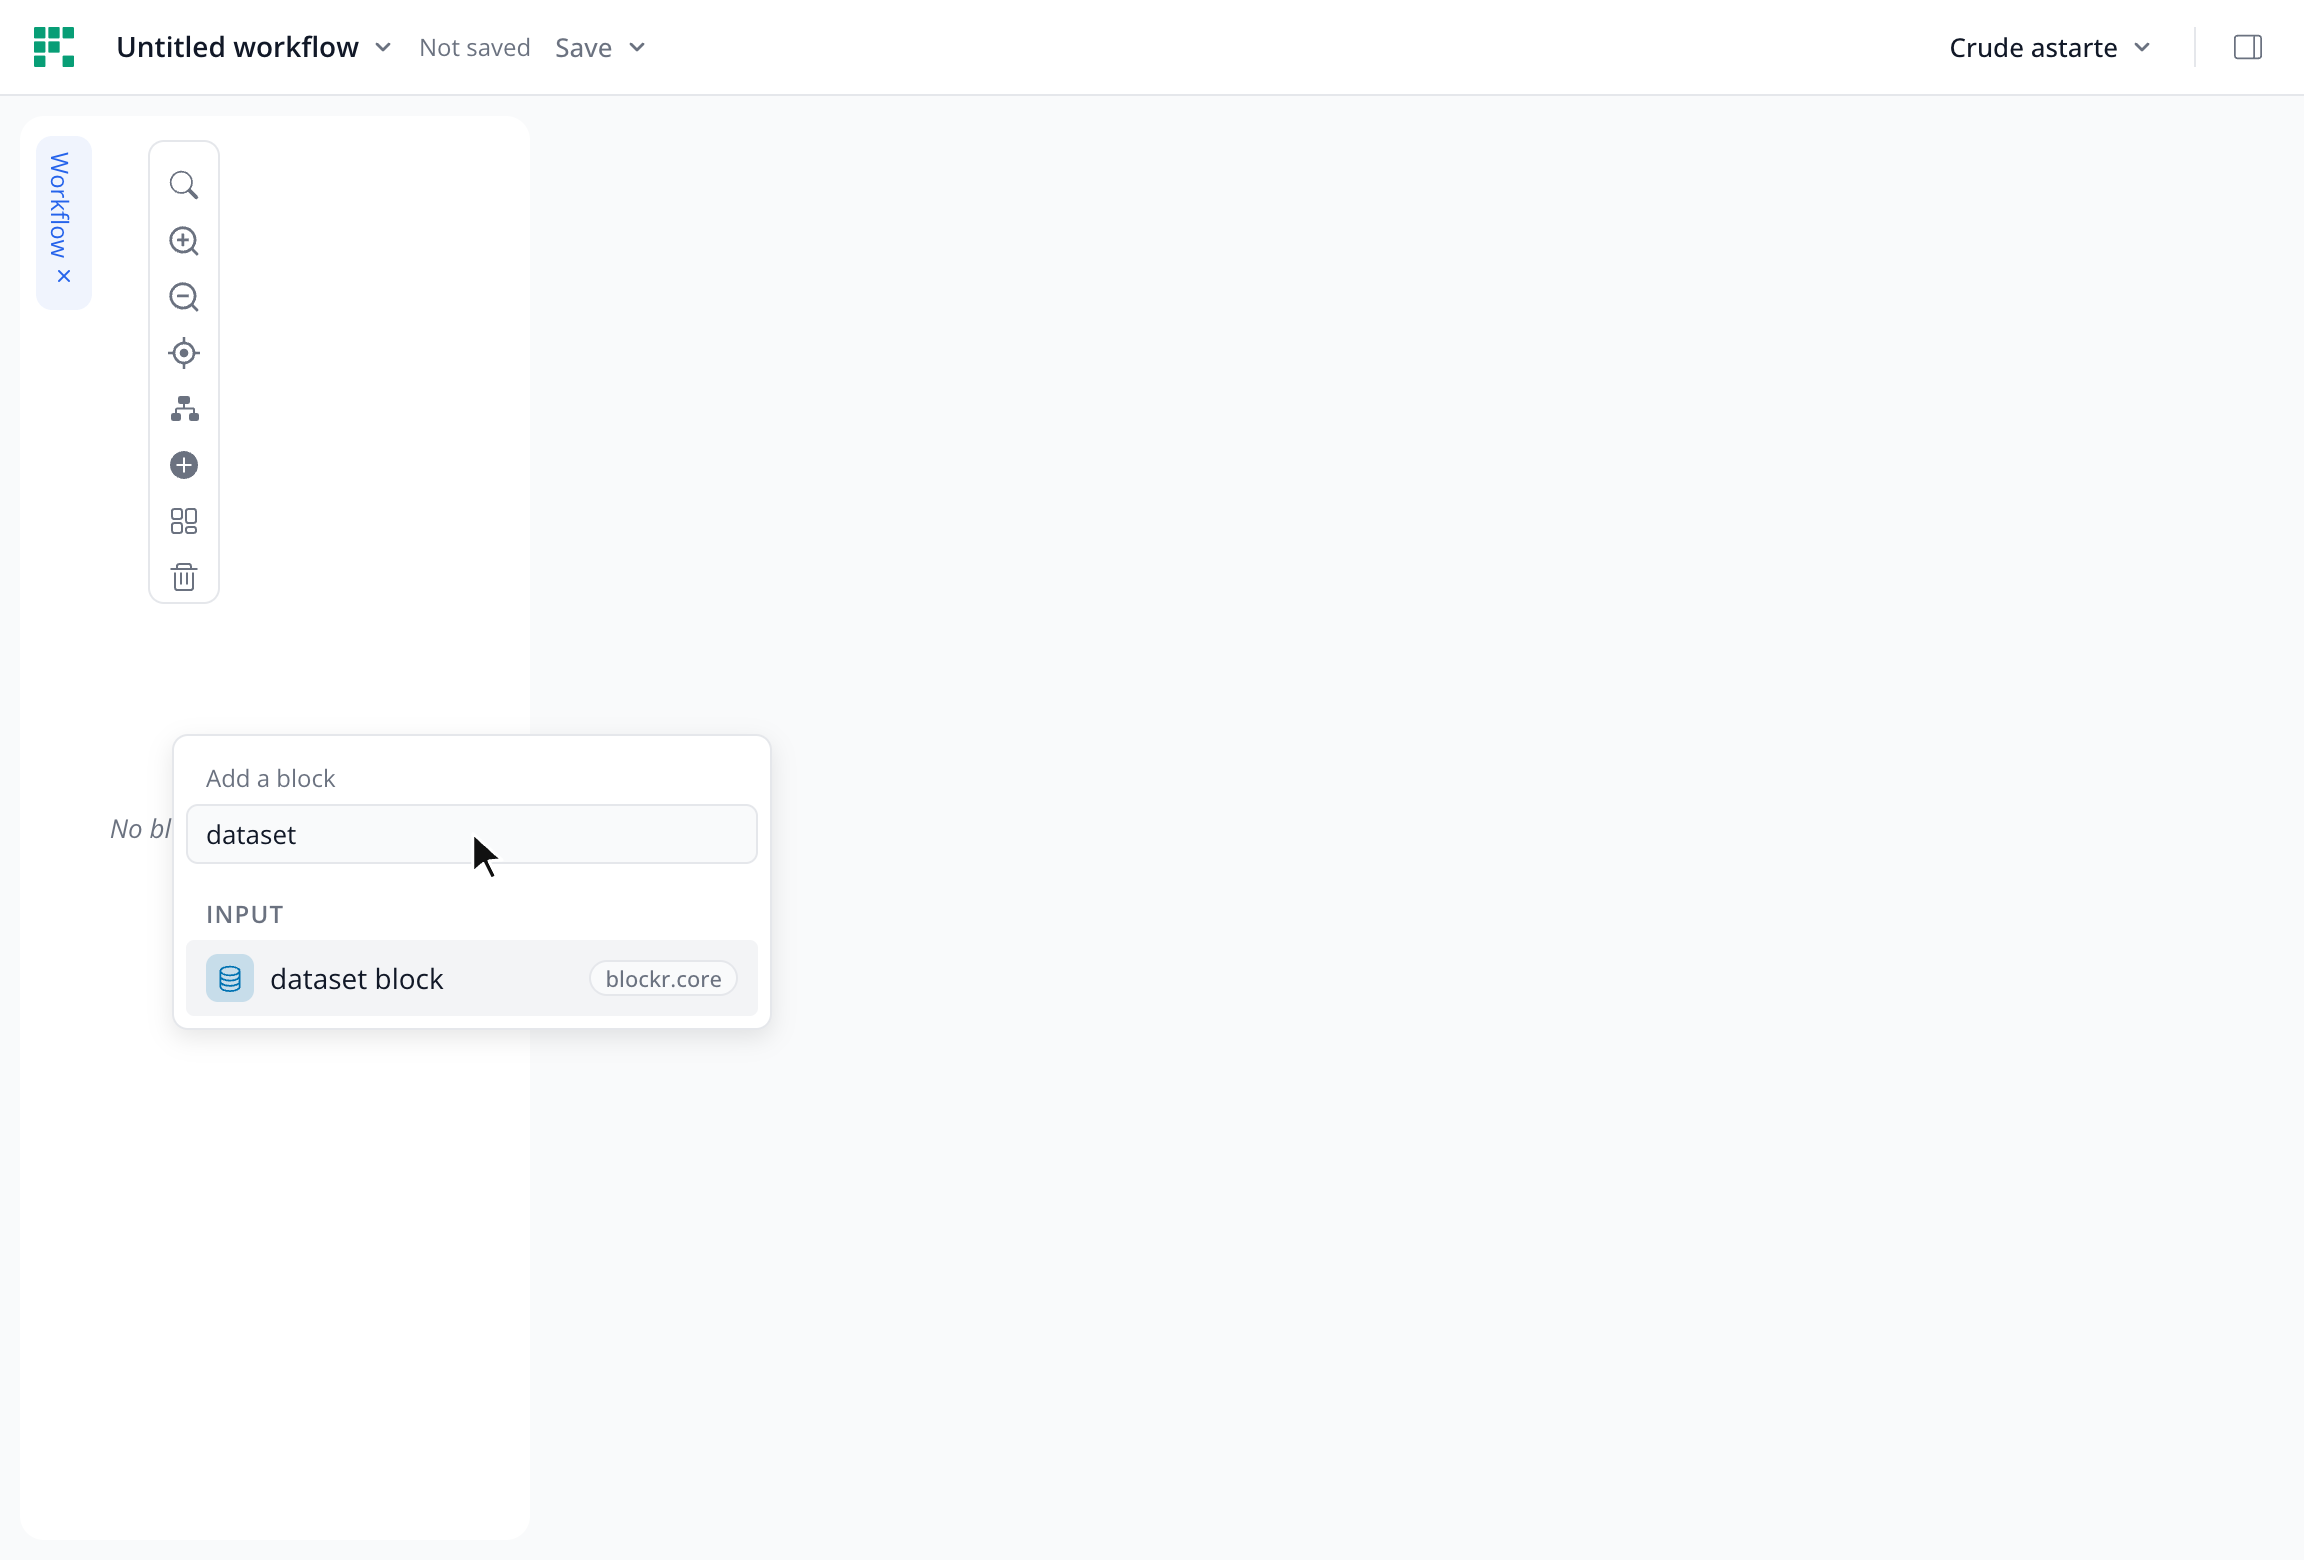 Untitled workflow
Not saved
Save
Crude astarte
Workflow
Add a block
No bl
dataset
INPUT
dataset block
blockr.core